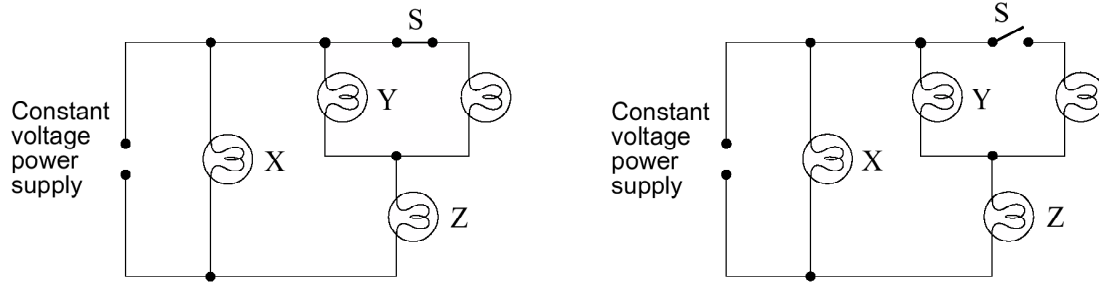 S
Y
Constant
voltage
power
supply
X
Z
S
Y
Constant
voltage
power
supply
X
Z